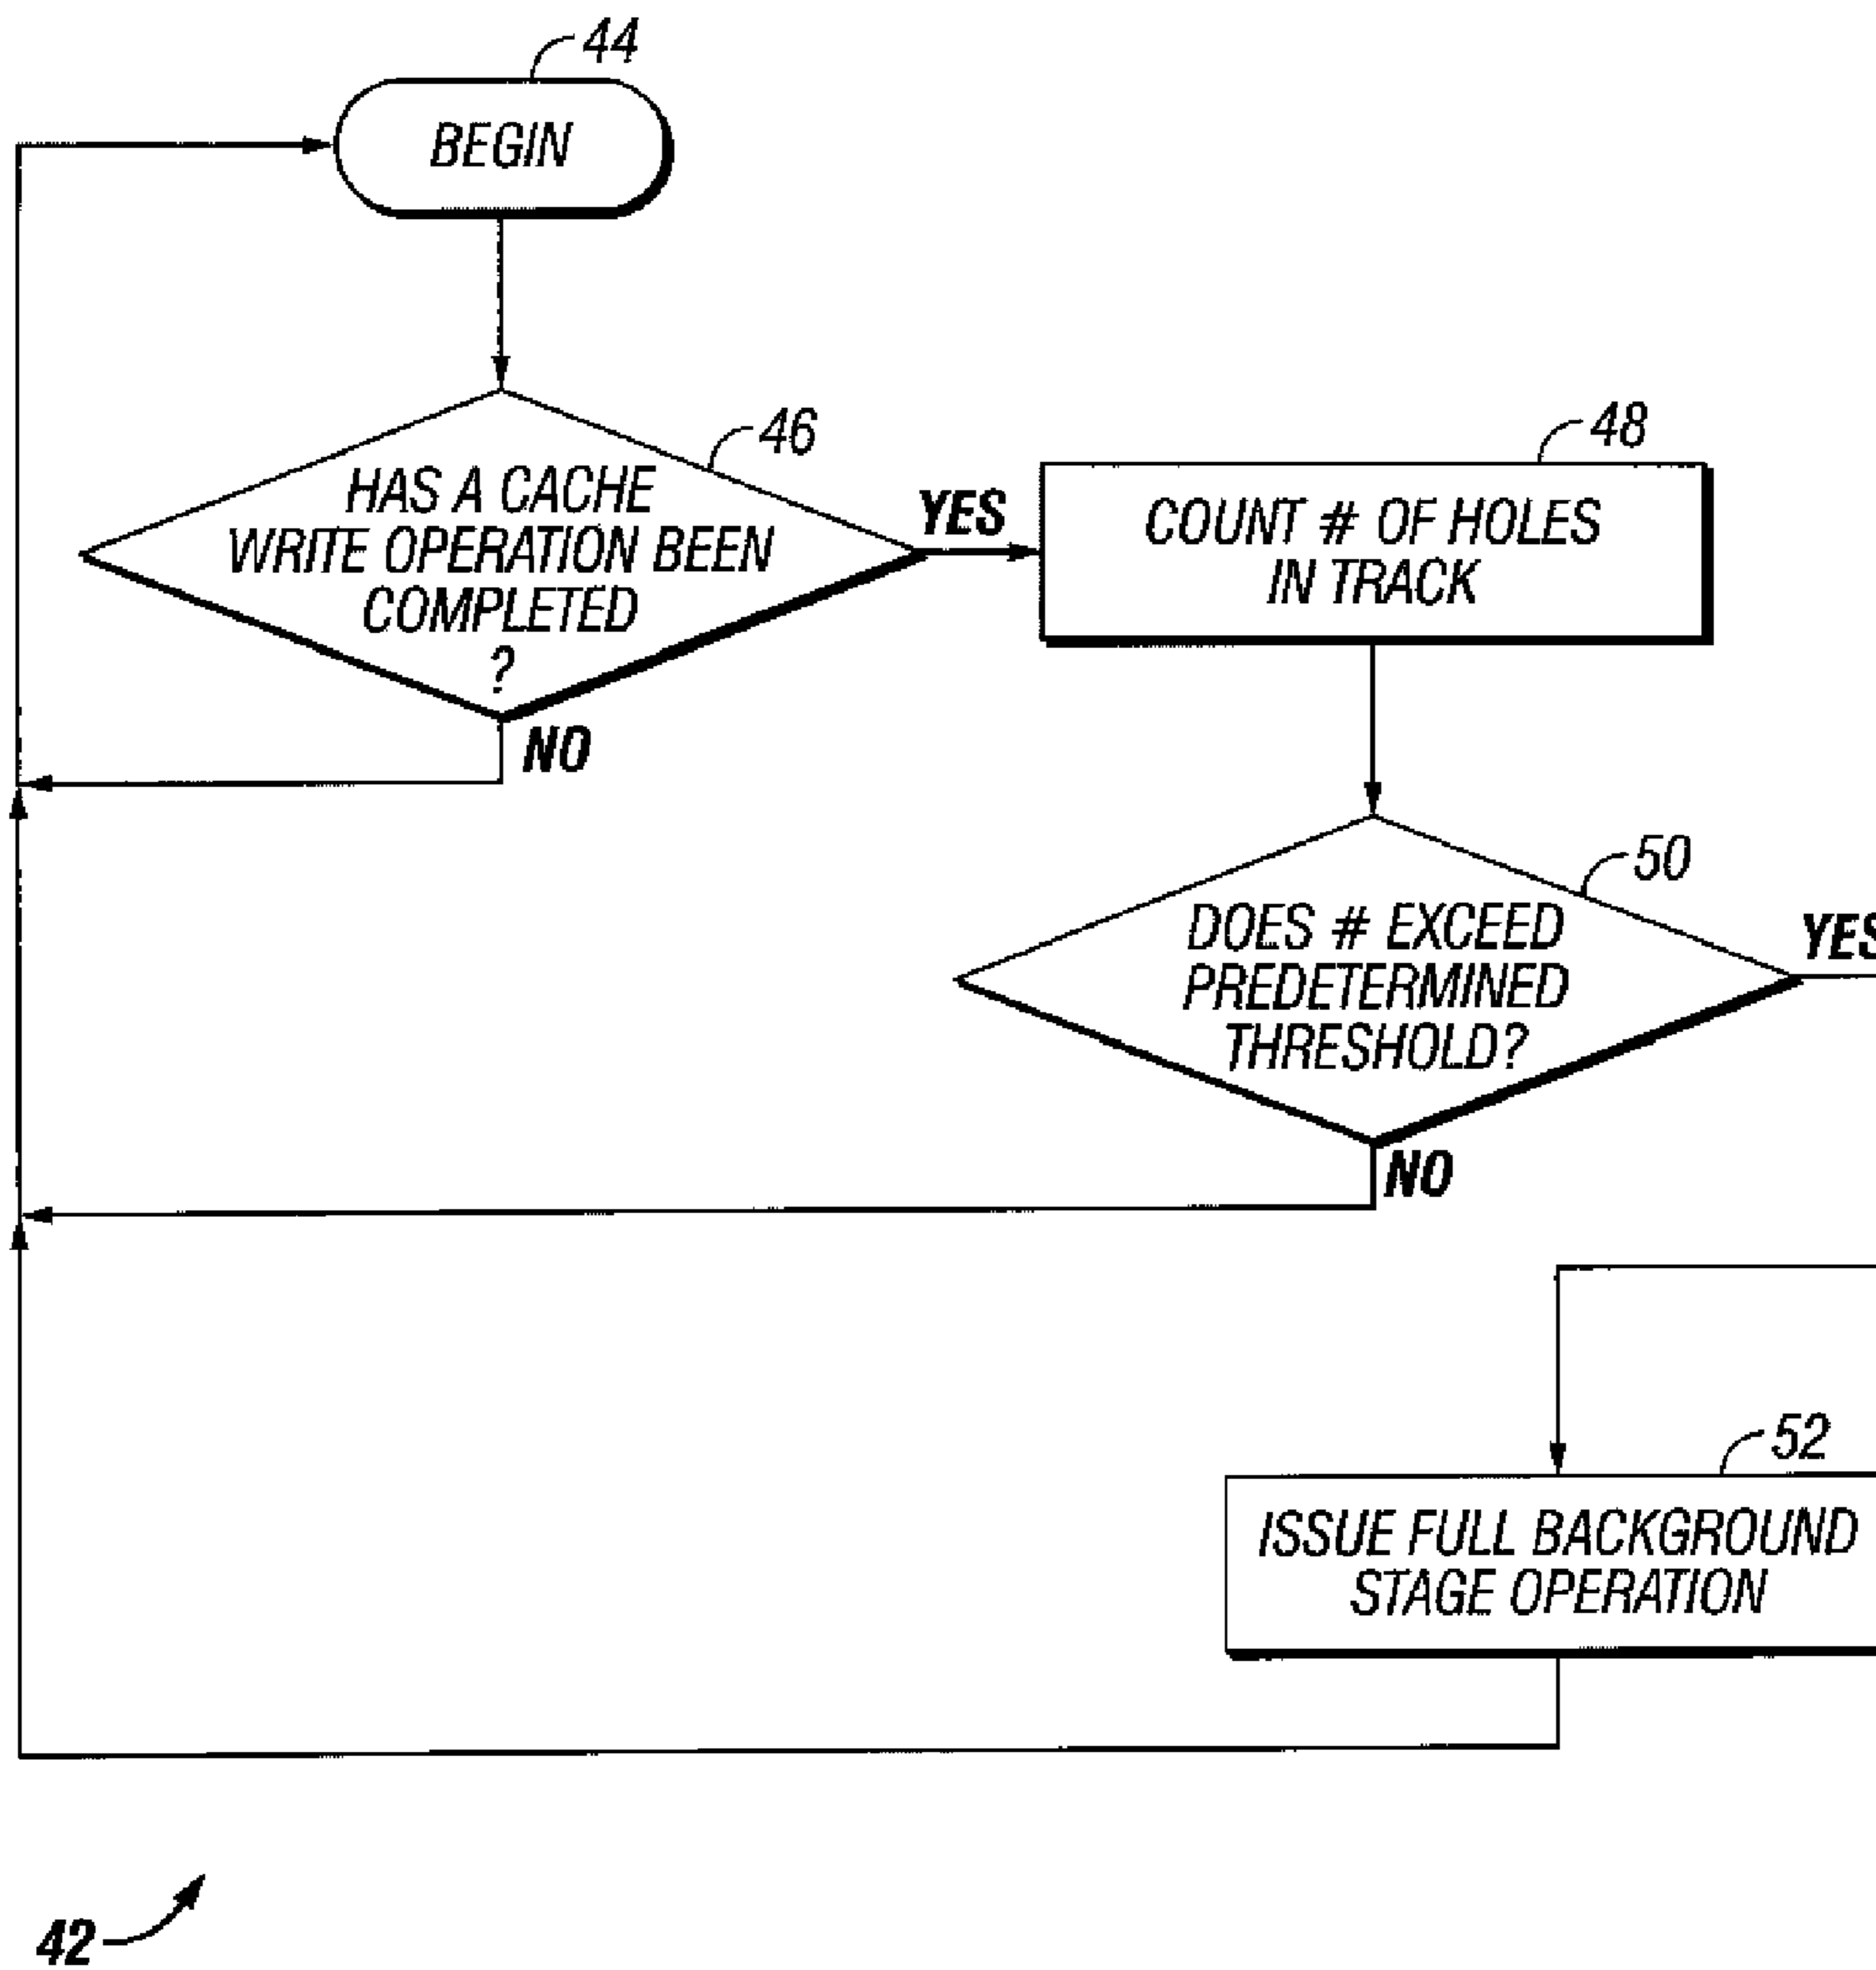 44
BEGIN
46
HAS A CACHE
WRITE OPERATION BEEN
COMPLETED
?
YES
NO
48
COUNT # OF HOLES
IN TRACK
50
DOES # EXCEED
PREDETERMINED
THRESHOLD?
YES
NO
52
ISSUE FULL BACKGROUND
STAGE OPERATION
42